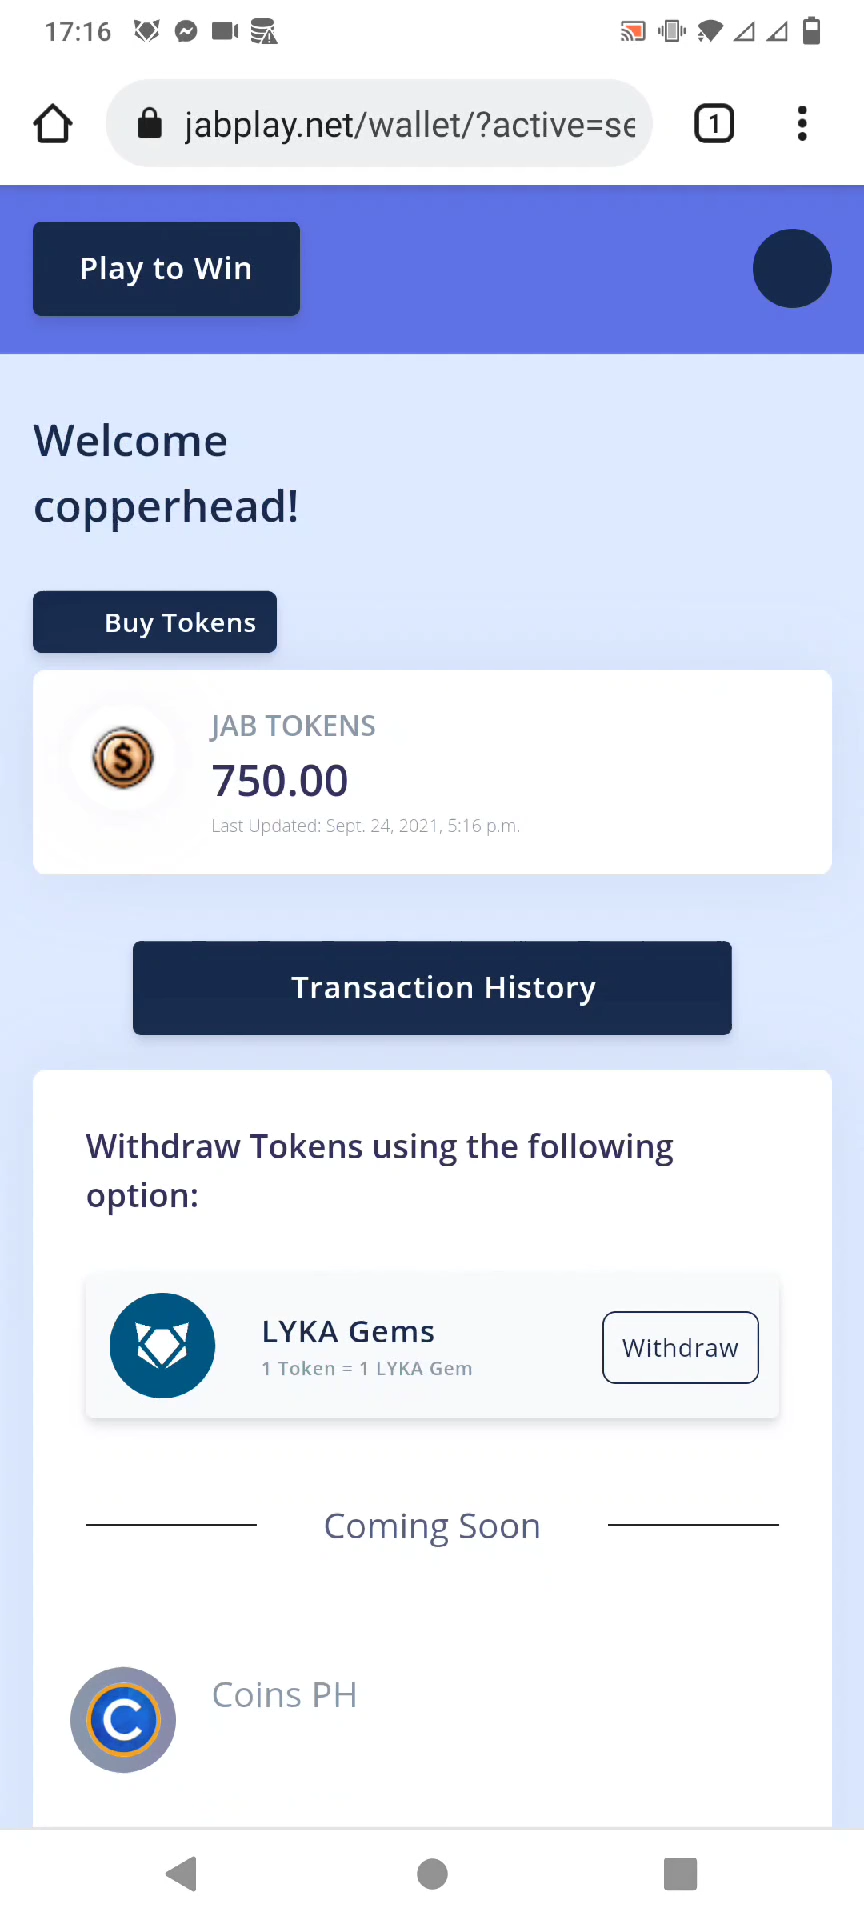 17:16
jabplay.net/wallet/?active=se
1
Play to Win
Welcome
copperhead!
Buy Tokens
$
JAB TOKENS
750.00
Last Updated: Sept. 24, 2021, 5:16 p.m.
Transaction History
Withdraw Tokens using the following
option:
LYKA Gems
1 Token = 1 LYKA Gem
Withdraw
Coming Soon
C
Coins PH